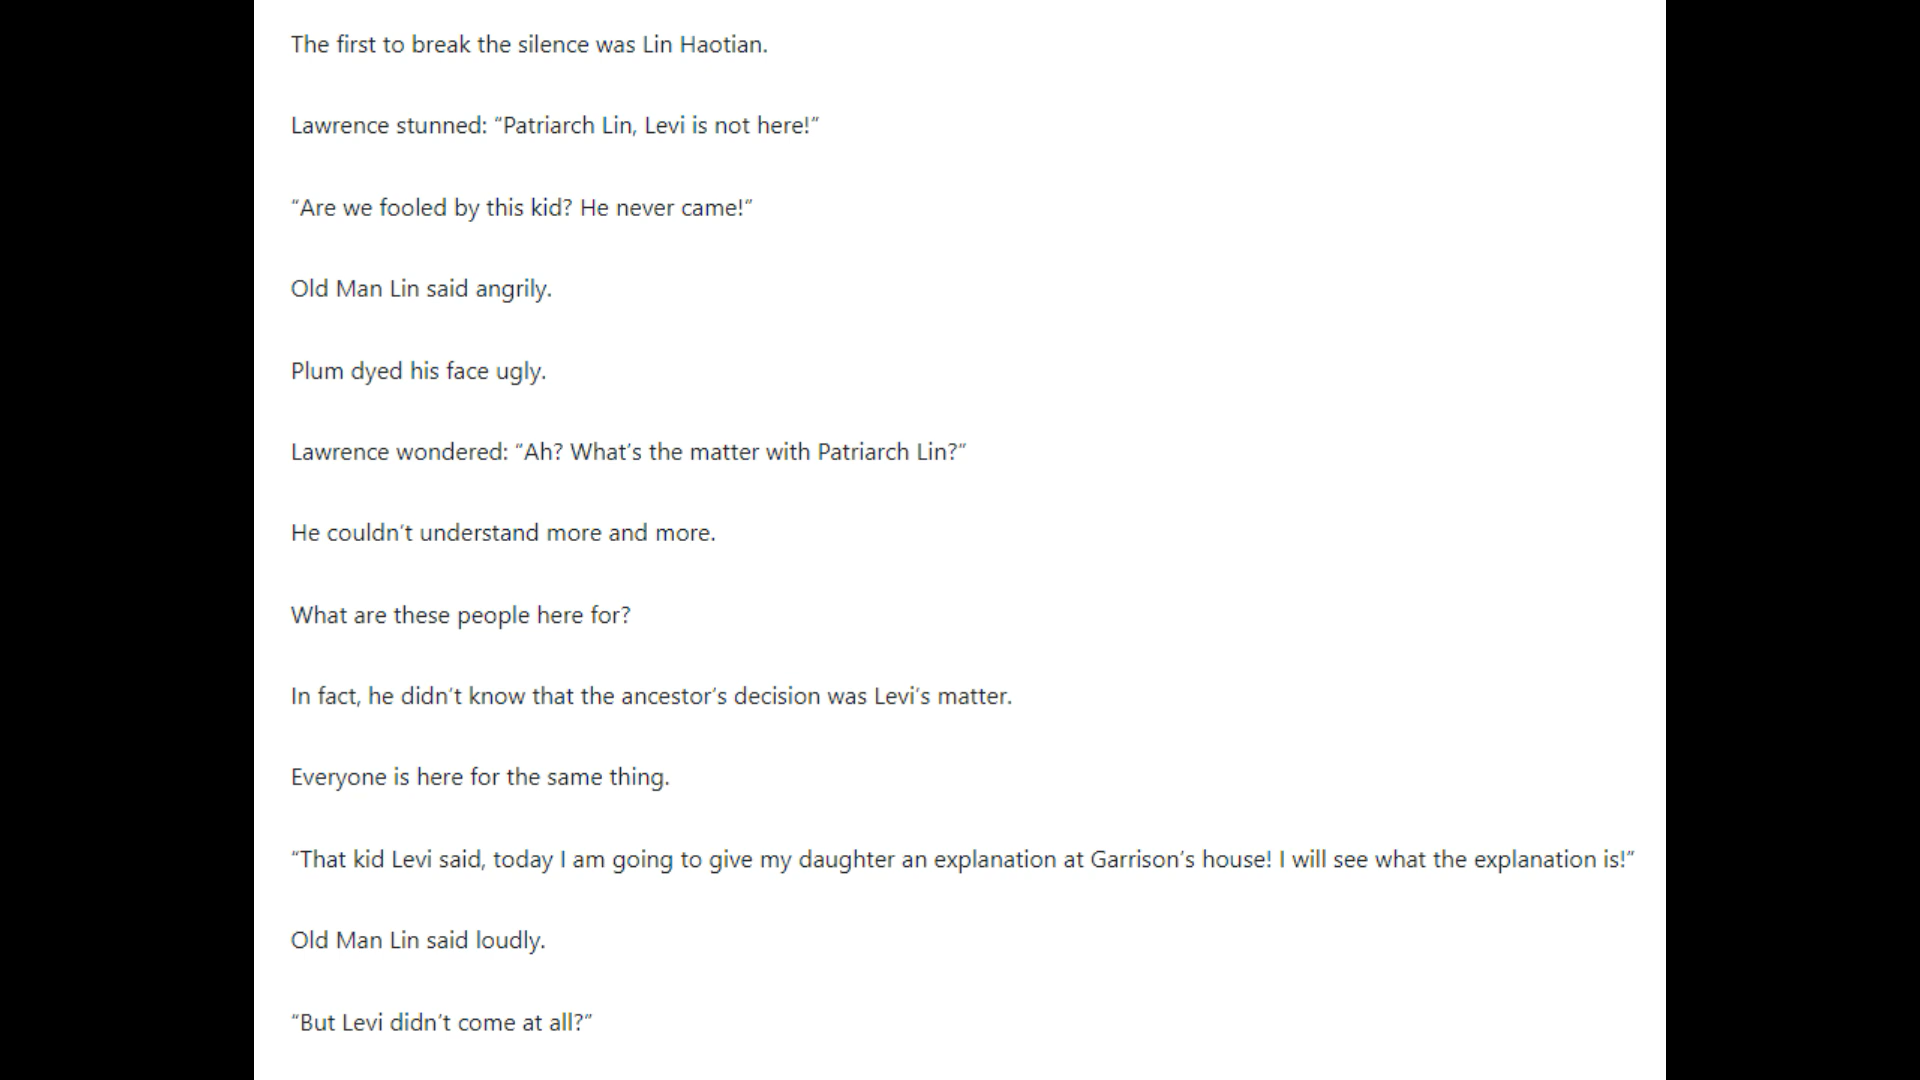 The first to break the silence was Lin Haotian.
Lawrence stunned: “Patriarch Lin, Levi is not here!”
“Are we fooled by this kid? He never came!”
Old Man Lin said angrily.
Plum dyed his face ugly.
Lawrence wondered: “Ah? What’s the matter with Patriarch Lin?”
He couldn’t understand more and more.
What are these people here for?
In fact, he didn’t know that the ancestor’s decision was Levi’s matter.
Everyone is here for the same thing.
“That kid Levi said, today I am going to give my daughter an explanation at Garrison’s house! I will see what the explanation is!”
Old Man Lin said loudly.
“But Levi didn’t come at all?”